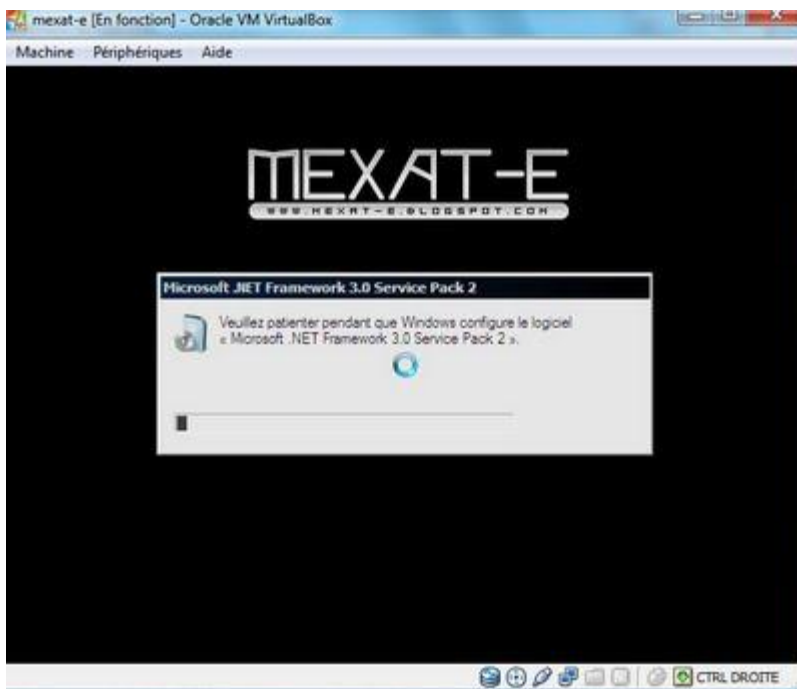 mexat-e [En fonction] - Oracle VM VirtualBox
Machine Périphériques Aide
MEXAT-E
WWW.MEXAT-E.BLOGSPOT.COM
Microsoft .NET Framework 3.0 Service Pack 2
Veuillez patienter pendant que Windows configure le logiciel
« Microsoft .NET Framework 3.0 Service Pack 2 ».
CTRL DROITE